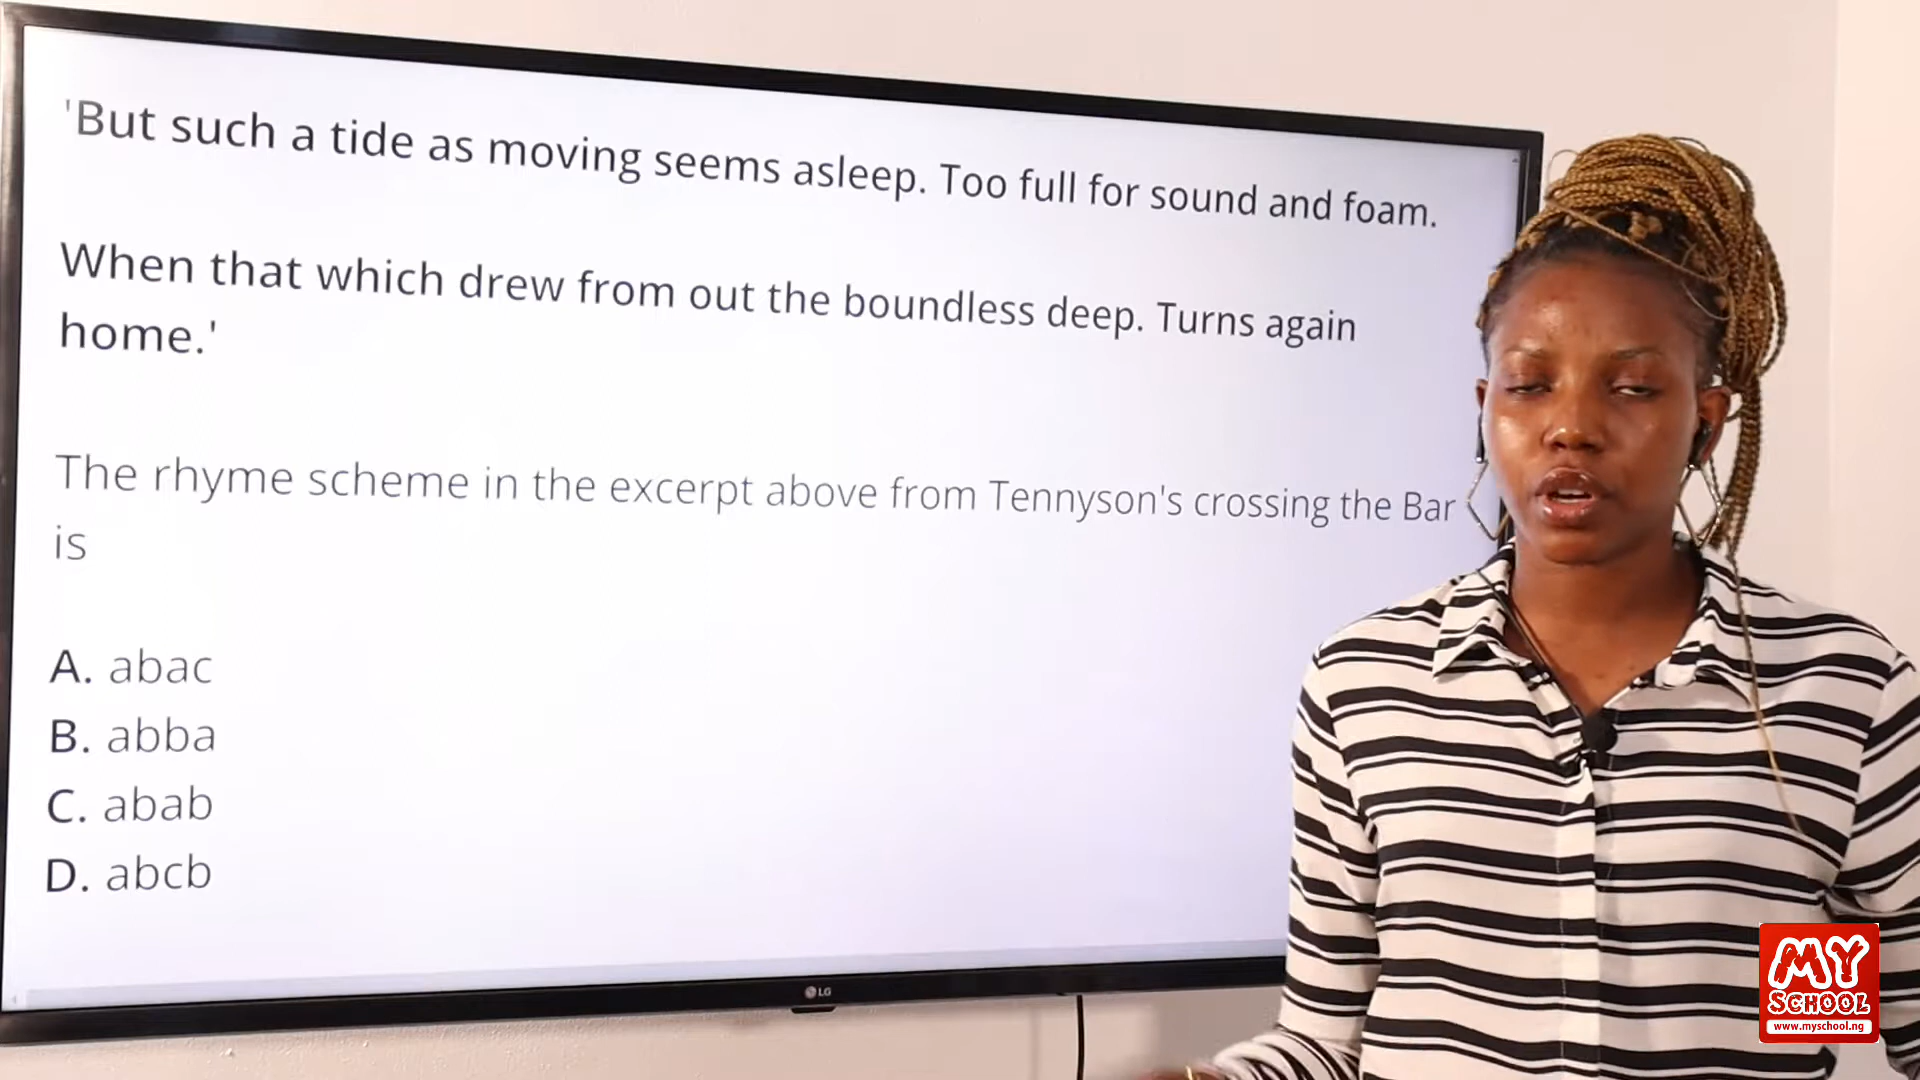 'But such a tide as moving seems asleep. Too full for sound and foam.
When that which drew from out the boundless deep. Turns again
home.'
The rhyme scheme in the excerpt above from Tennyson's crossing the Bar
is
A. abac
B. abba
C. abab
D. abcb
LG
MY
SCHOOL
www.myschool.ng